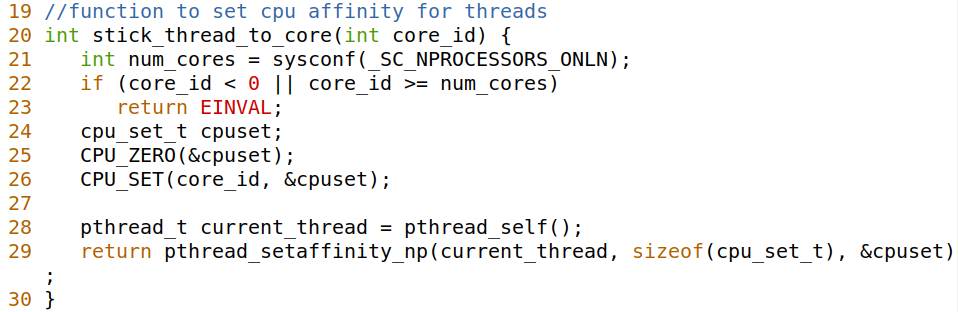 19 //function to set cpu affinity for threads
20 int stick_thread_to_core(int core_id) {
21    int num_cores = sysconf(_SC_NPROCESSORS_ONLN);
22    if (core_id < 0 || core_id >= num_cores)
23       return EINVAL;
24    cpu_set_t cpuset;
25    CPU_ZERO(&cpuset);
26    CPU_SET(core_id, &cpuset);
27
28    pthread_t current_thread = pthread_self();
29    return pthread_setaffinity_np(current_thread, sizeof(cpu_set_t), &cpuset)
;
30 }